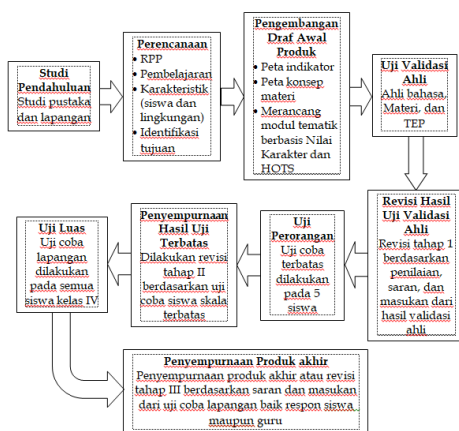 Studi
Pendahuluan
Studi pustaka
dan lapangan
Perencanaan
• RPP
• Pembelajaran
• Karakteristik
(siswa dan
lingkungan)
• Identifikasi
tujuan
Pengembangan
Draf Awal
Produk
• Peta indikator
• Peta konsep
materi
• Merancang
modul tematik
berbasis Nilai
Karakter dan
HOTS
Uji Validasi
Ahli
Ahli bahasa,
Materi, dan
TEP
Revisi Hasil
Uji Validasi
Ahli
Revisi tahap 1
berdasarkan
penilaian,
saran, dan
masukan dari
hasil validasi
ahli
Uji
Perorangan
Uji coba
terbatas
dilakukan
pada 5
siswa
Penyempurnaan
Hasil Uji
Terbatas
Dilakukan revisi
tahap II
berdasarkan uji
coba siswa skala
terbatas
Uji Luas
Uji coba
lapangan
dilakukan
pada semua
siswa kelas IV
Penyempurnaan Produk akhir
Penyempurnaan produk akhir atau revisi
tahap III berdasarkan saran dan masukan
dari uji coba lapangan baik respon siswa
maupun guru